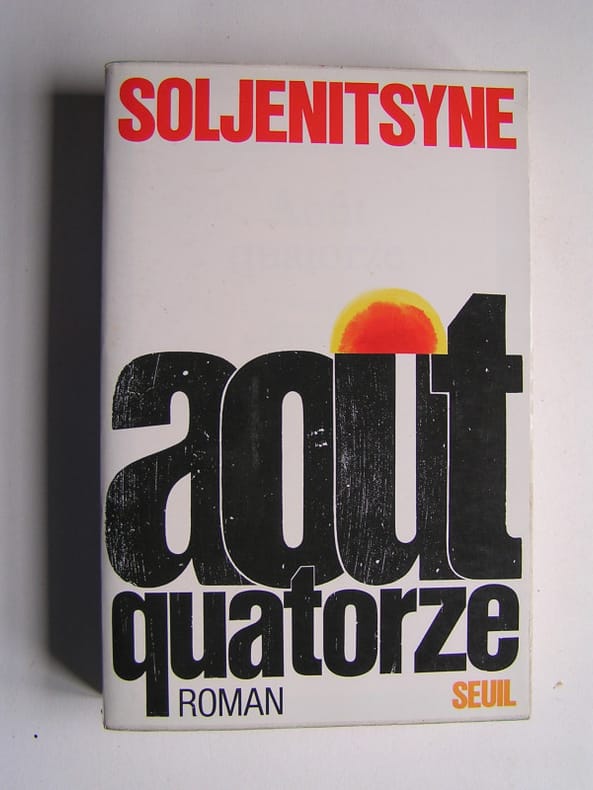 SOLJENITSYNE
août
quatorze
ROMAN
SEUIL